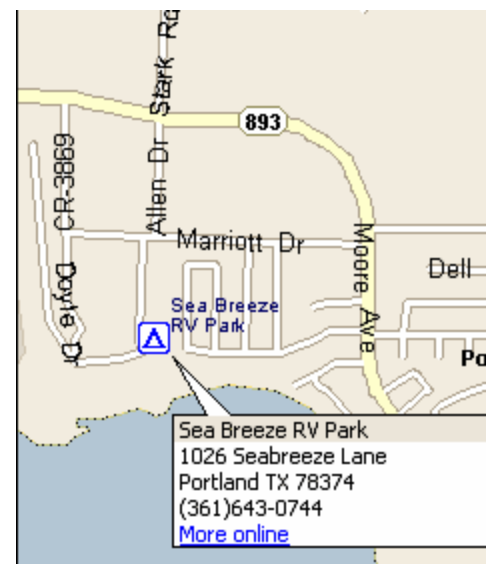 Stark Rd
893
CR-3869
Allen Dr
Marriott Dr
Moore Ave
Dell
Doyle Dr
Sea Breeze
RV Park
Po
Sea Breeze RV Park
1026 Seabreeze Lane
Portland TX 78374
(361)643-0744
More online